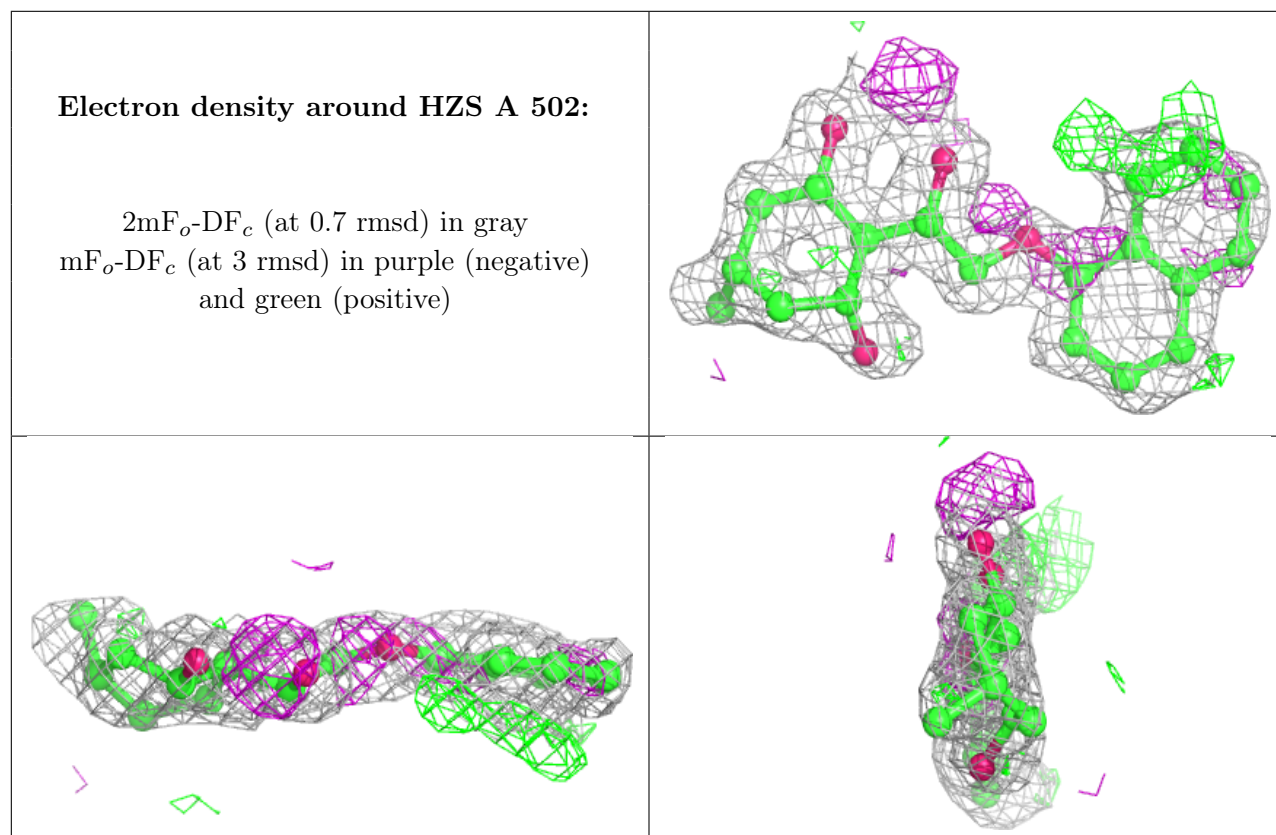 Electron density around HZS A 502:
2mFₒ-DF𝒸 (at 0.7 rmsd) in gray
mFₒ-DF𝒸 (at 3 rmsd) in purple (negative)
and green (positive)